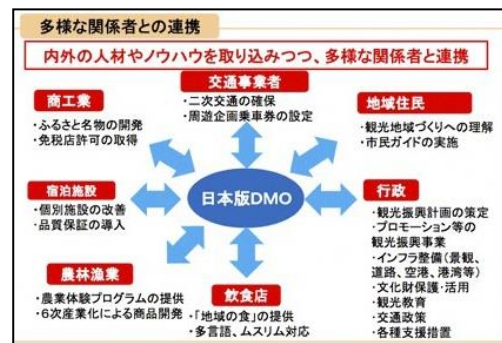 多様な関係者との連携
内外の人材やノウハウを取り込みつつ、多様な関係者と連携
交通事業者
・二次交通の確保
・周遊企画乗車券の設定
商工業
・ふるさと名物の開発
・免税店許可の取得
地域住民
・観光地域づくりへの理解
・市民ガイドの実施
宿泊施設
・個別施設の改善
・品質保証の導入
日本版DMO
行政
・観光振興計画の策定
・プロモーション等の
観光振興事業
・インフラ整備(景観、
道路、空港、港湾等)
・文化財保護・活用
・観光教育
・交通政策
・各種支援措置
農林漁業
・農業体験プログラムの提供
・6次産業化による商品開発
飲食店
・「地域の食」の提供
・多言語、ムスリム対応